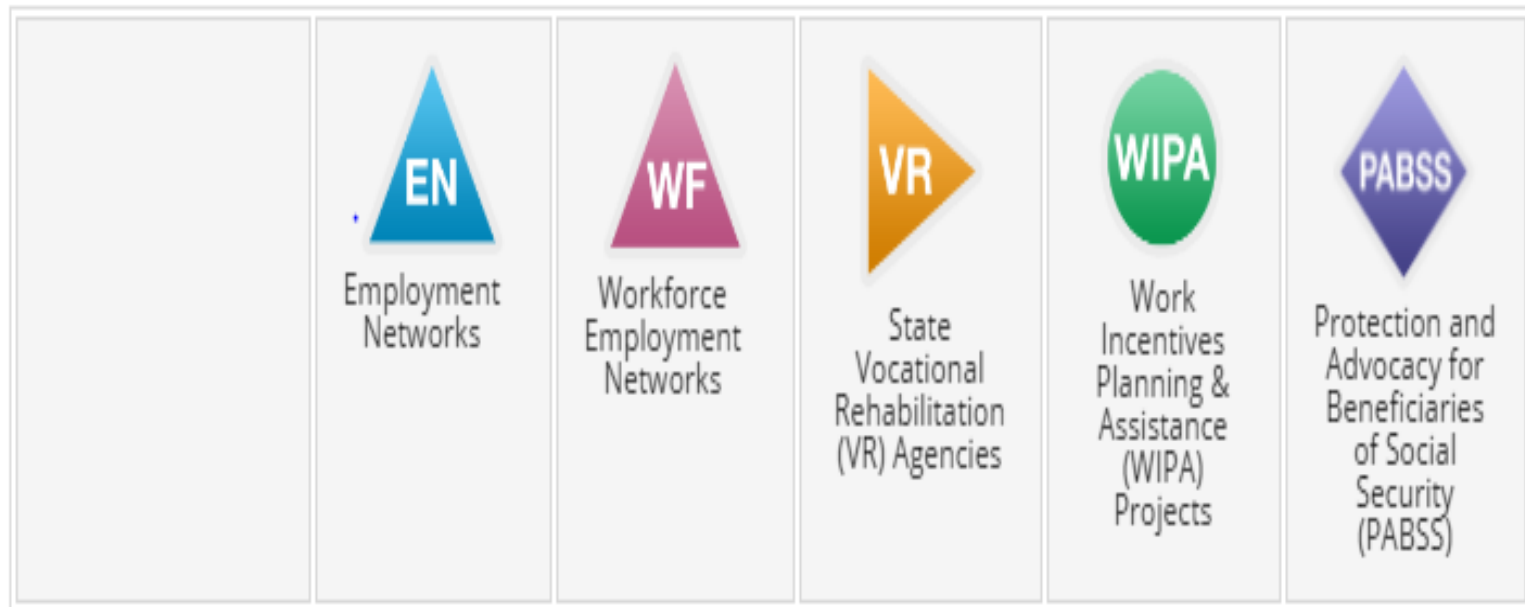 EN
Employment
Networks
WF
Workforce
Employment
Networks
VR
State
Vocational
Rehabilitation
(VR) Agencies
WIPA
Work
Incentives
Planning &
Assistance
(WIPA)
Projects
PABSS
Protection and
Advocacy for
Beneficiaries
of Social
Security
(PABSS)